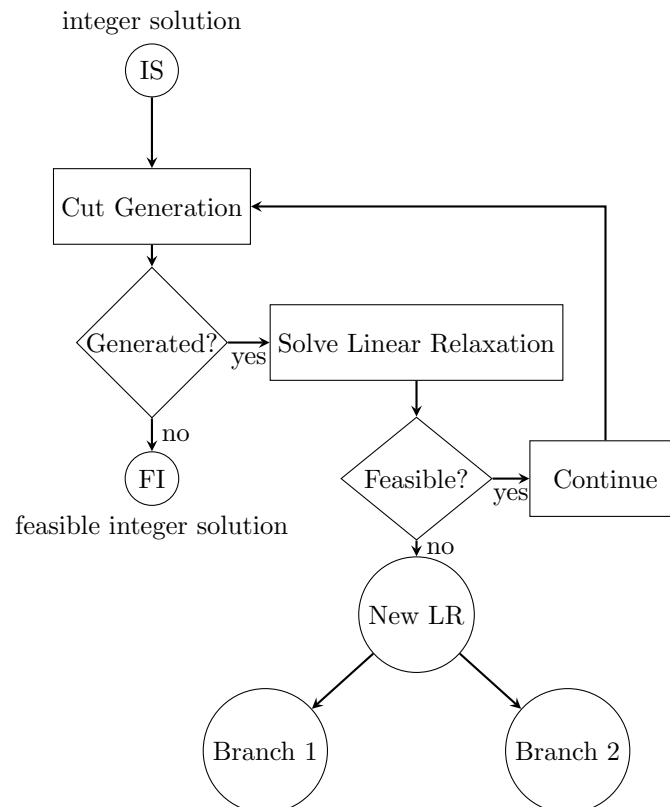 integer solution
IS
Cut Generation
Generated?
yes
Solve Linear Relaxation
no
FI
feasible integer solution
Feasible?
yes
Continue
no
New LR
Branch 1
Branch 2